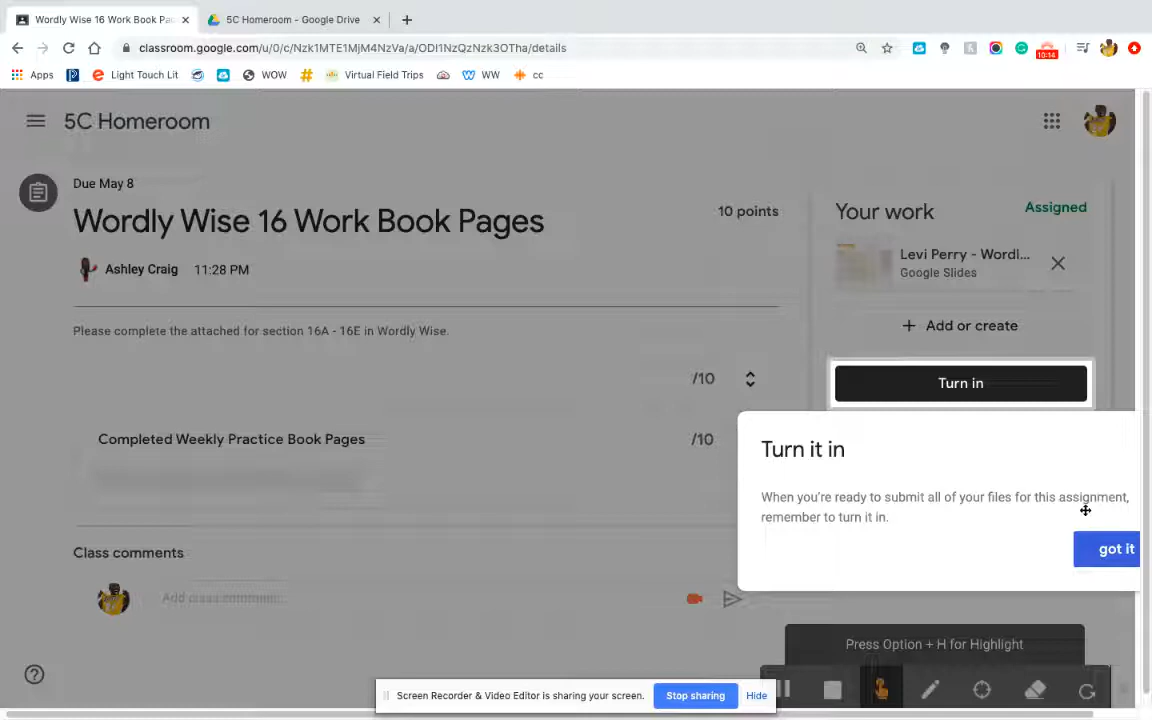 Wordly Wise 16 Work Book Pa
5C Homeroom - Google Drive
classroom.google.com/u/0/c/Nzk1MTE1MjM4NzVa/a/ODI1NzQzNzk3OTha/details
10:14
Apps
Light Touch Lit
WOW
Virtual Field Trips
WW
cc
5C Homeroom
Due May 8
Wordly Wise 16 Work Book Pages
10 points
Ashley Craig 11:28 PM
Please complete the attached for section 16A - 16E in Wordly Wise.
/10
Completed Weekly Practice Book Pages
/10
Class comments
Add class comment...
Your work
Assigned
Levi Perry - Wordl...
Google Slides
+ Add or create
Turn in
Turn it in
When you're ready to submit all of your files for this assignment,
remember to turn it in.
got it
Press Option + H for Highlight
Screen Recorder & Video Editor is sharing your screen.
Stop sharing
Hide